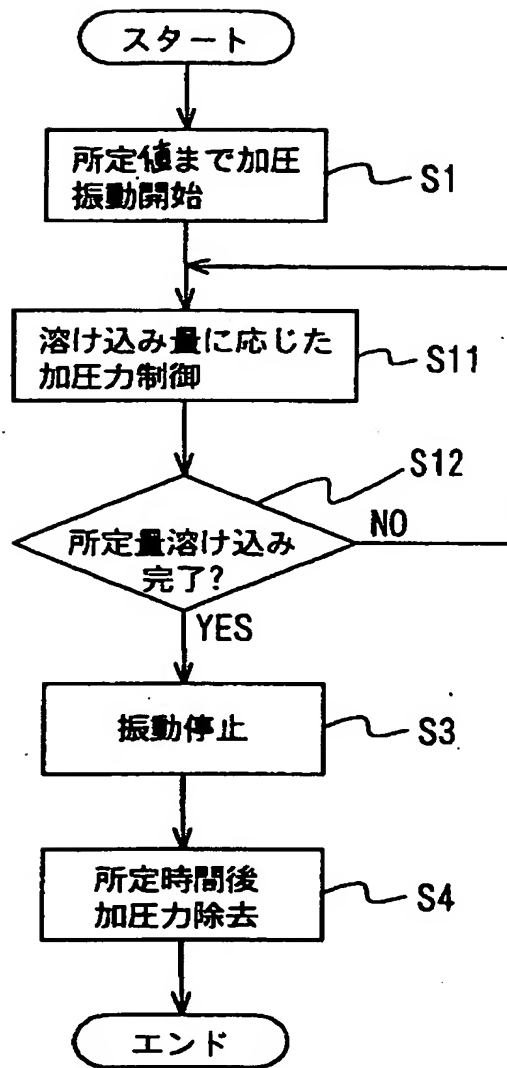 スタート
所定値まで加圧
振動開始
S1
溶け込み量に応じた
加圧力制御
S11
S12
所定量溶け込み
完了?
NO
YES
振動停止
S3
所定時間後
加圧力除去
S4
エンド